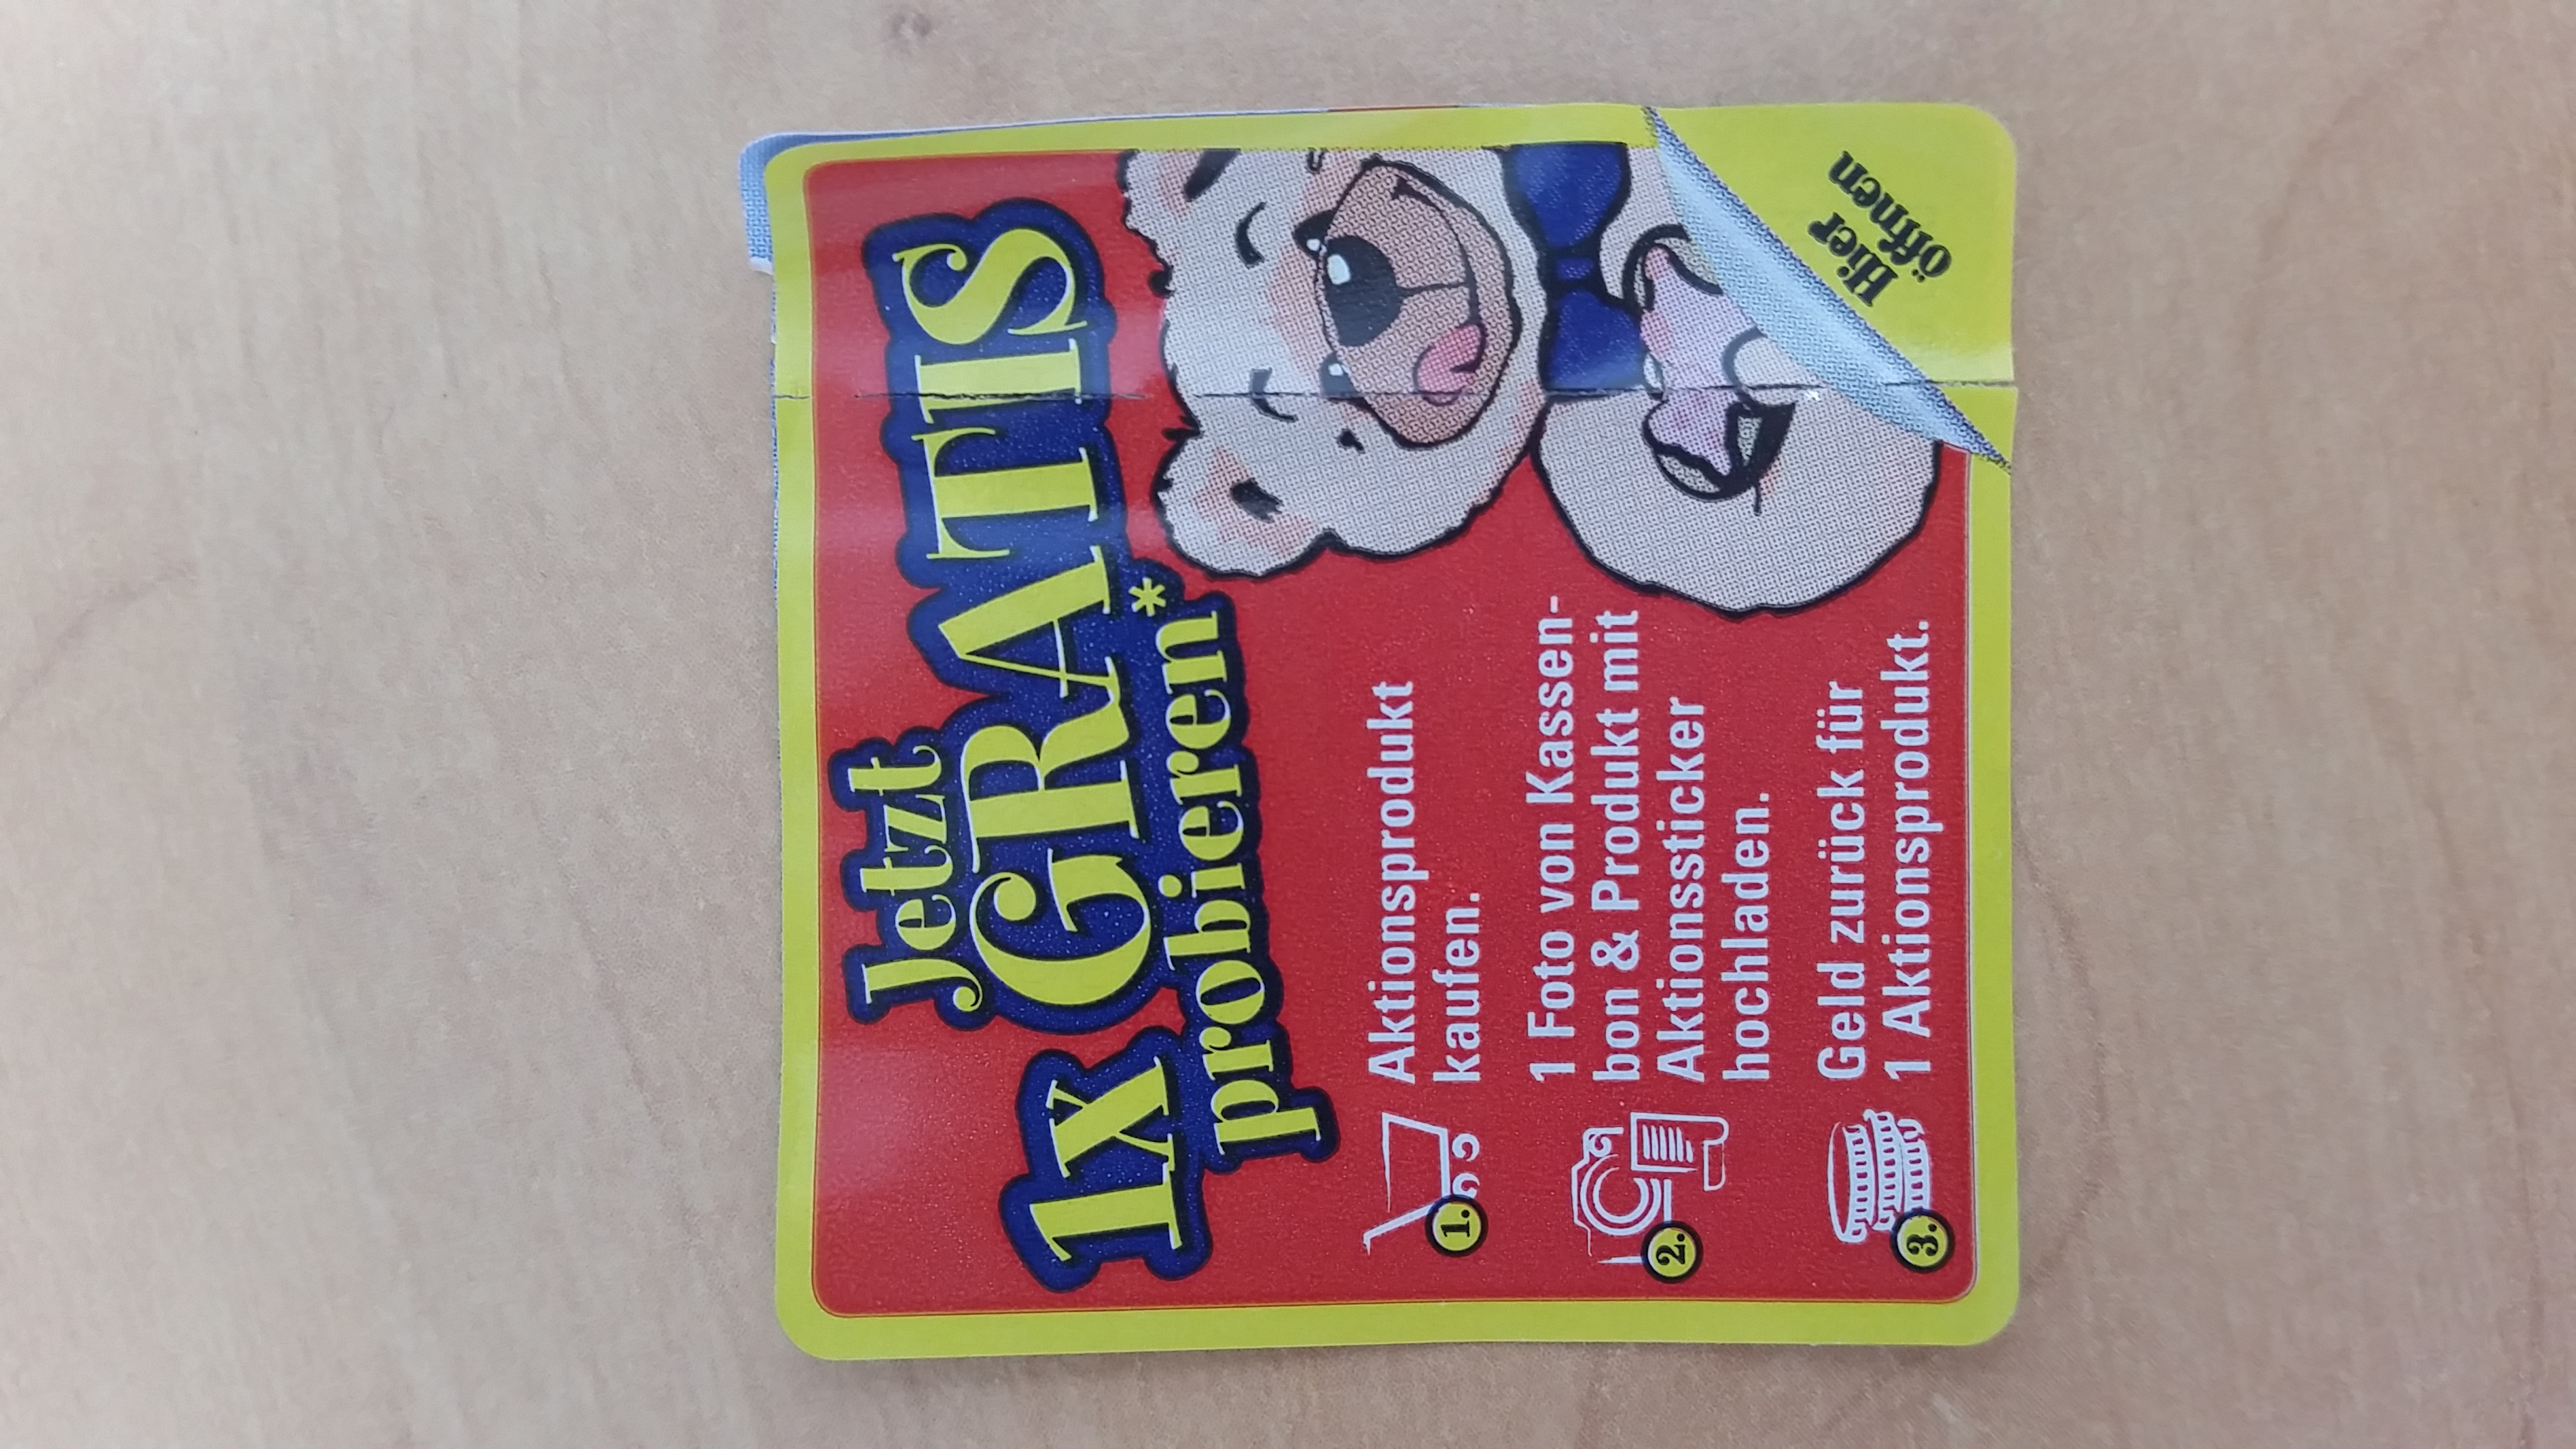 Jetzt
1x GRATIS
probieren*
1.
Aktionsprodukt
kaufen.
2.
1 Foto von Kassen-
bon & Produkt mit
Aktionssticker
hochladen.
3.
Geld zurück für
1 Aktionsprodukt.
Hier
öffnen